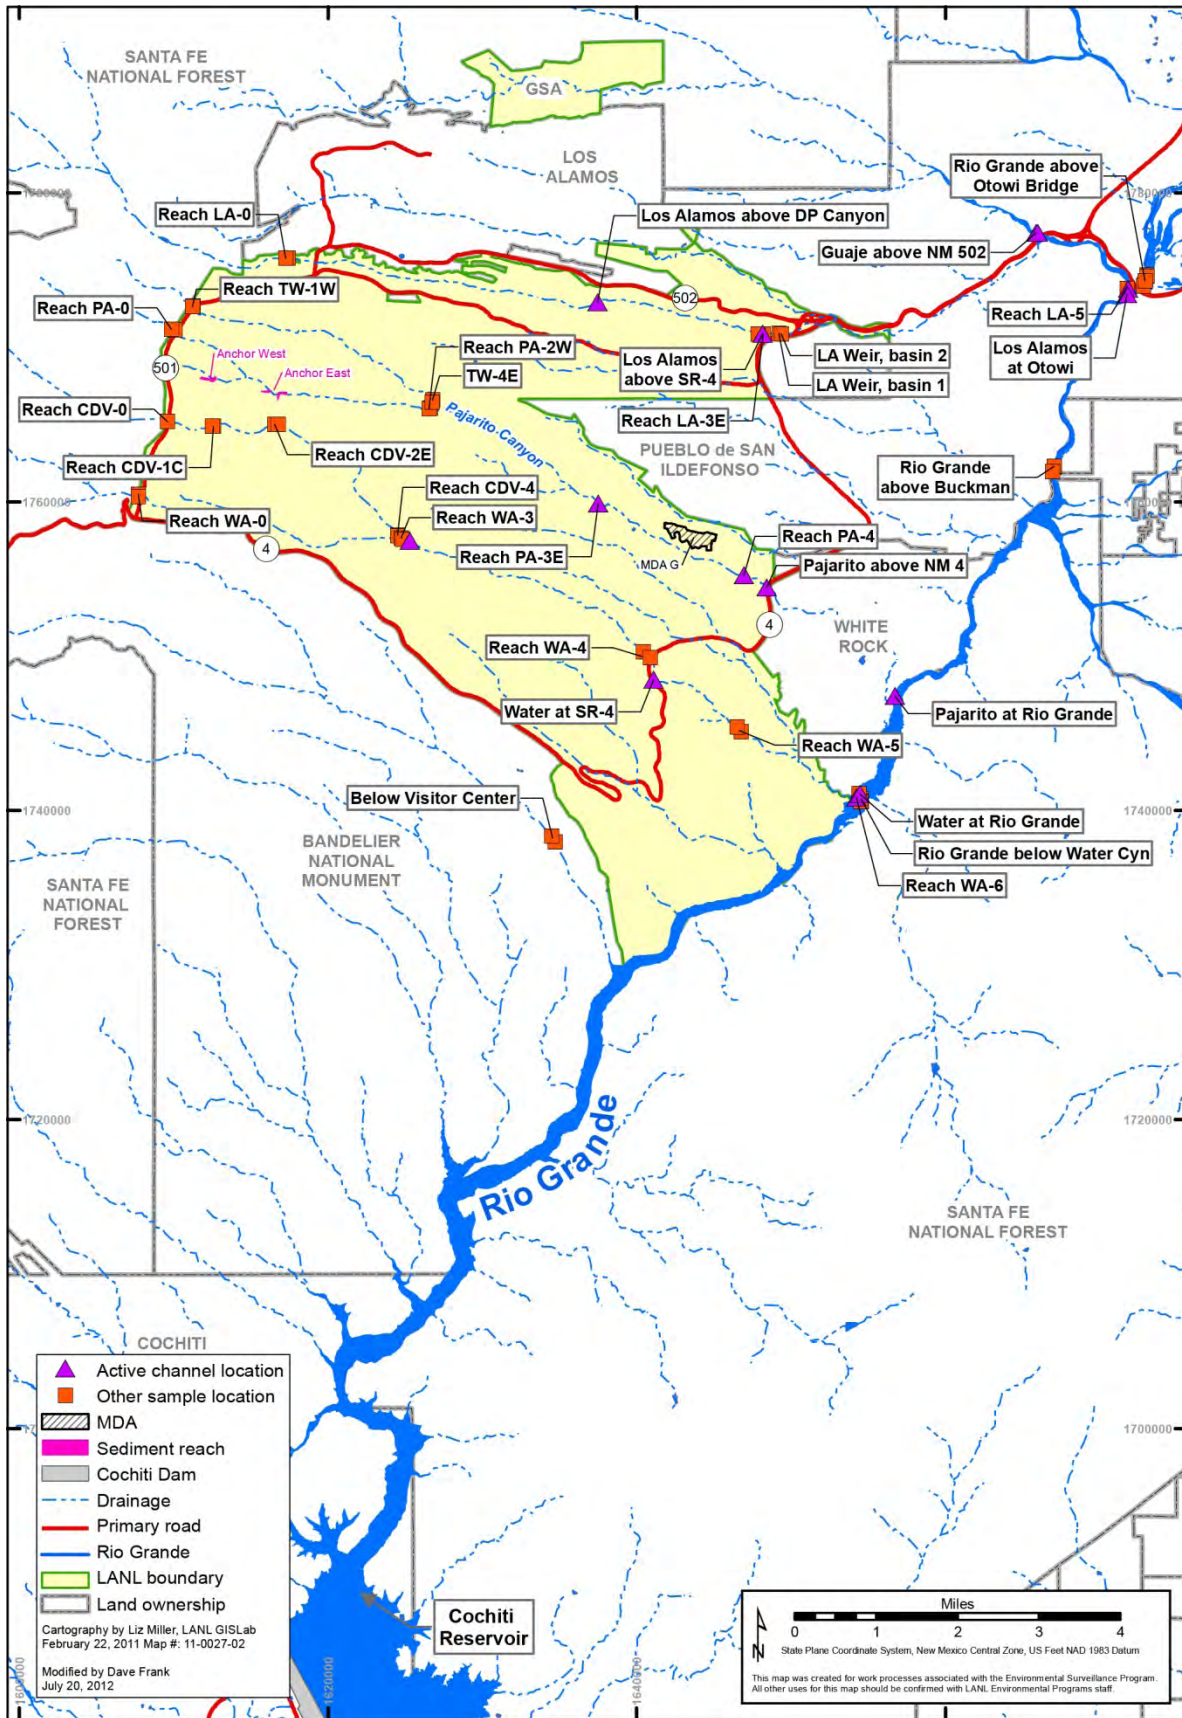 SANTA FE
NATIONAL FOREST
GSA
LOS
ALAMOS
Rio Grande above
Otowi Bridge
1780000
Reach LA-0
Los Alamos above DP Canyon
Guaje above NM 502
Reach TW-1W
502
Reach PA-0
Reach LA-5
Reach PA-2W
Los Alamos
above SR-4
LA Weir, basin 2
Los Alamos
at Otowi
501
Anchor West
Anchor East
TW-4E
LA Weir, basin 1
Reach CDV-0
Pajarito Canyon
Reach LA-3E
PUEBLO de SAN
ILDEFONSO
Reach CDV-2E
Reach CDV-1C
Rio Grande
above Buckman
Reach CDV-4
1760000
Reach WA-0
Reach WA-3
Reach PA-4
4
Reach PA-3E
MDA G
Pajarito above NM 4
4
WHITE
ROCK
Reach WA-4
Water at SR-4
Pajarito at Rio Grande
Reach WA-5
Below Visitor Center
1740000
1740000
Water at Rio Grande
BANDELIER
NATIONAL
MONUMENT
Rio Grande below Water Cyn
SANTA FE
NATIONAL
FOREST
Reach WA-6
Rio Grande
1720000
1720000
SANTA FE
NATIONAL FOREST
COCHITI
Active channel location
Other sample location
MDA
Sediment reach
1700000
Cochiti Dam
Drainage
Primary road
Rio Grande
LANL boundary
Land ownership
Cartography by Liz Miller, LANL GISLab
February 22, 2011 Map #: 11-0027-02
Modified by Dave Frank
July 20, 2012
Cochiti
Reservoir
Miles
0 1 2 3 4
N
State Plane Coordinate System, New Mexico Central Zone, US Feet NAD 1983 Datum
This map was created for work processes associated with the Environmental Surveillance Program.
All other uses for this map should be confirmed with LANL Environmental Programs staff.
1600000
1620000
1640000